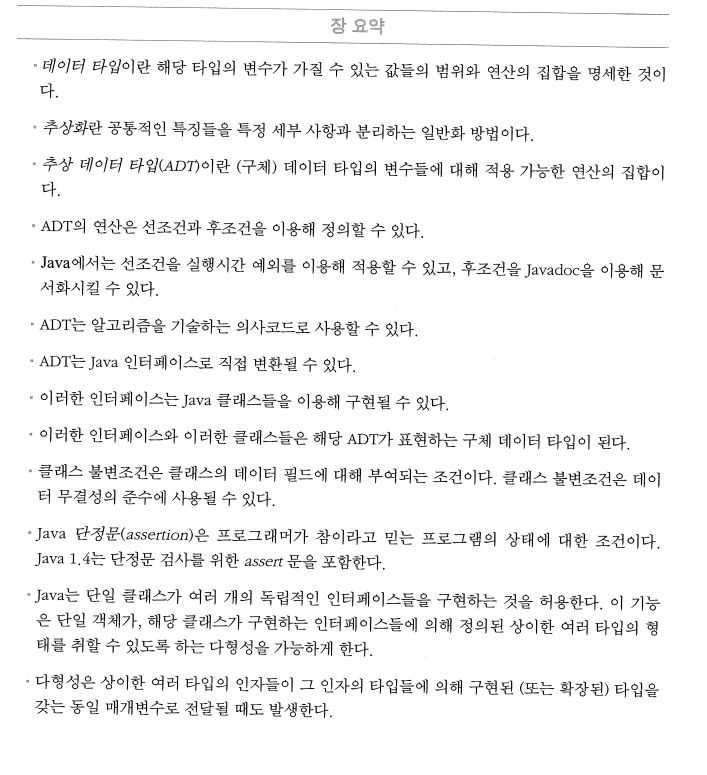 장 요약
▪ 데이터 타입이란 해당 타입의 변수가 가질 수 있는 값들의 범위와 연산의 집합을 명세한 것이
다.
▪ 추상화란 공통적인 특징들을 특정 세부 사항과 분리하는 일반화 방법이다.
▪ 추상 데이터 타입(ADT)이란 (구체) 데이터 타입의 변수들에 대해 적용 가능한 연산의 집합이
다.
▪ ADT의 연산은 선조건과 후조건을 이용해 정의할 수 있다.
▪ Java에서는 선조건을 실행시간 예외를 이용해 적용할 수 있고, 후조건을 Javadoc을 이용해 문
서화시킬 수 있다.
▪ ADT는 알고리즘을 기술하는 의사코드로 사용할 수 있다.
▪ ADT는 Java 인터페이스로 직접 변환될 수 있다.
▪ 이러한 인터페이스는 Java 클래스들을 이용해 구현될 수 있다.
▪ 이러한 인터페이스와 이러한 클래스들은 해당 ADT가 표현하는 구체 데이터 타입이 된다.
▪ 클래스 불변조건은 클래스의 데이터 필드에 대해 부여되는 조건이다. 클래스 불변조건은 데이
터 무결성의 준수에 사용될 수 있다.
▪ Java 단정문(assertion)은 프로그래머가 참이라고 믿는 프로그램의 상태에 대한 조건이다.
Java 1.4는 단정문 검사를 위한 assert 문을 포함한다.
▪ Java는 단일 클래스가 여러 개의 독립적인 인터페이스들을 구현하는 것을 허용한다. 이 기능
은 단일 객체가, 해당 클래스가 구현하는 인터페이스들에 의해 정의된 상이한 여러 타입의 형
태를 취할 수 있도록 하는 다형성을 가능하게 한다.
▪ 다형성은 상이한 여러 타입의 인자들이 그 인자의 타입들에 의해 구현된 (또는 확장된) 타입을
갖는 동일 매개변수로 전달될 때도 발생한다.